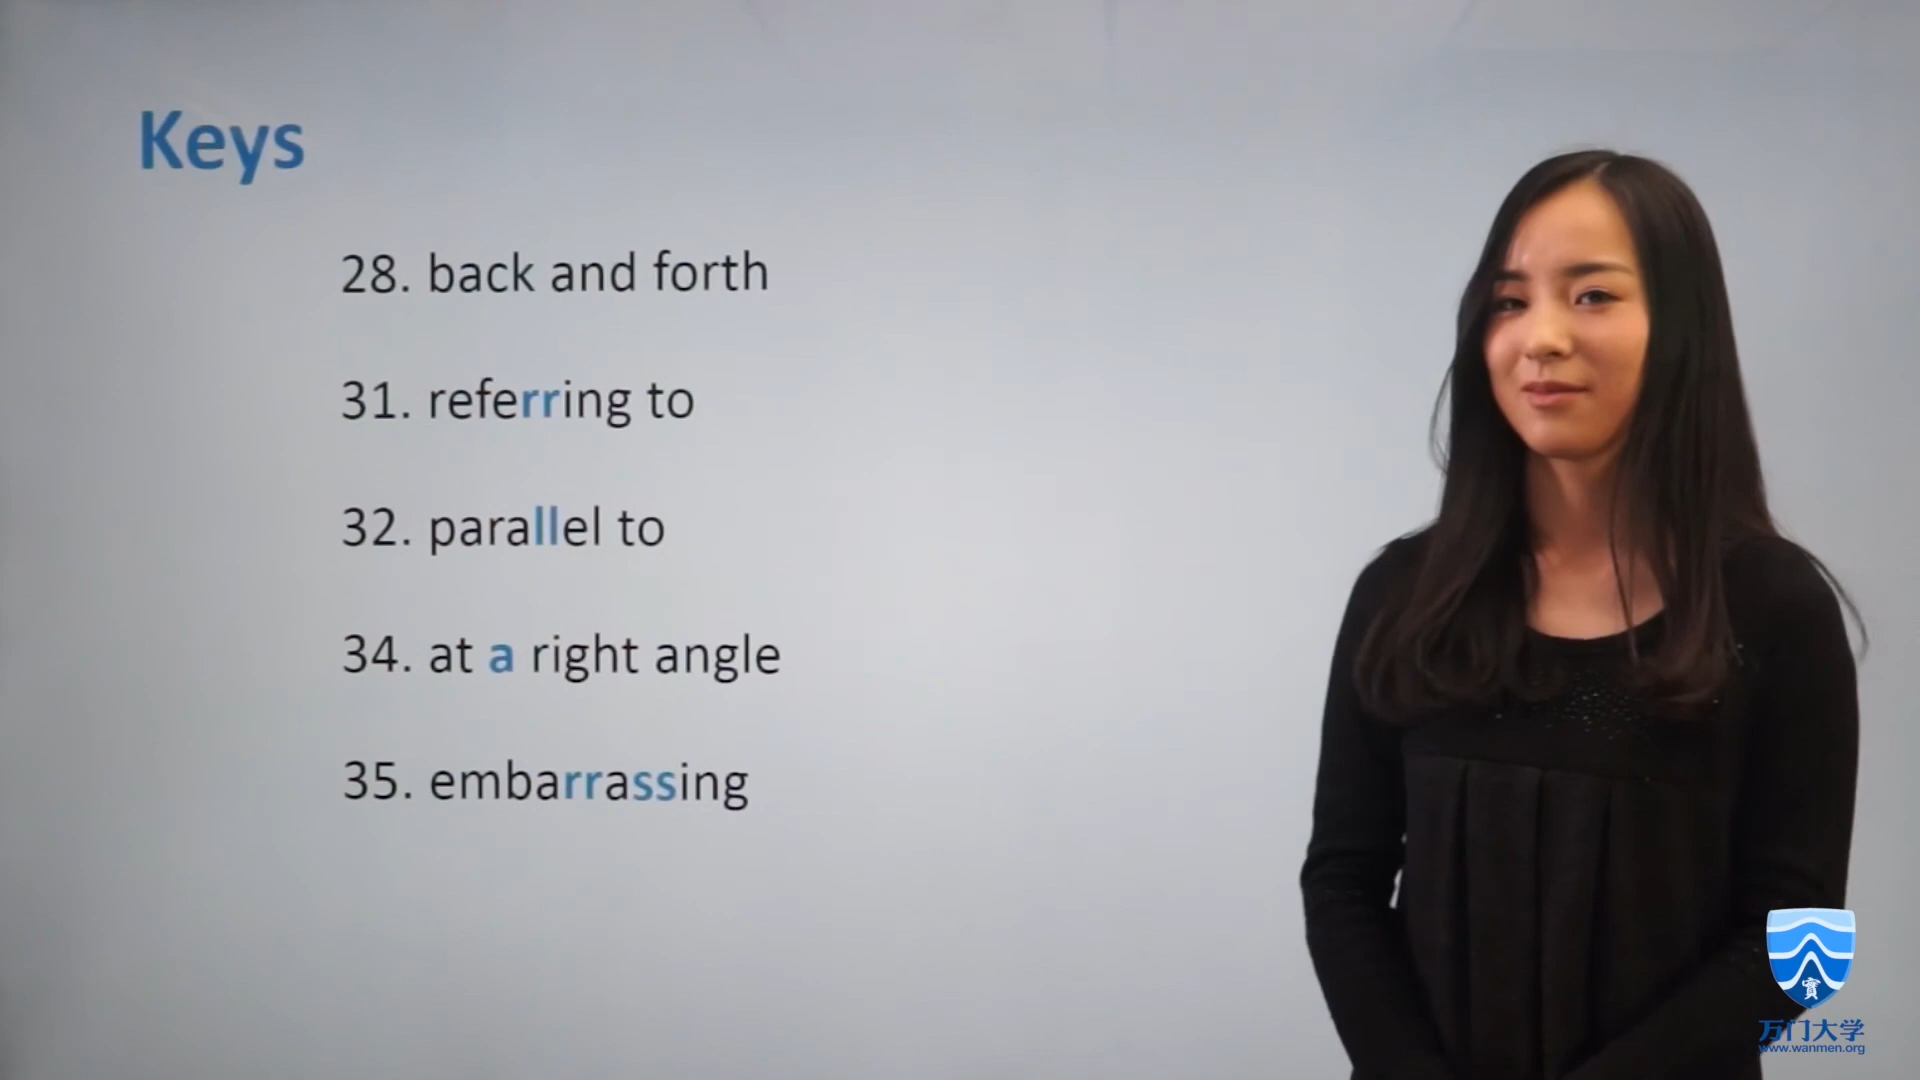 Keys
28. back and forth
31. referring to
32. parallel to
34. at a right angle
35. embarrassing
寳
万门大学
www.wanmen.org